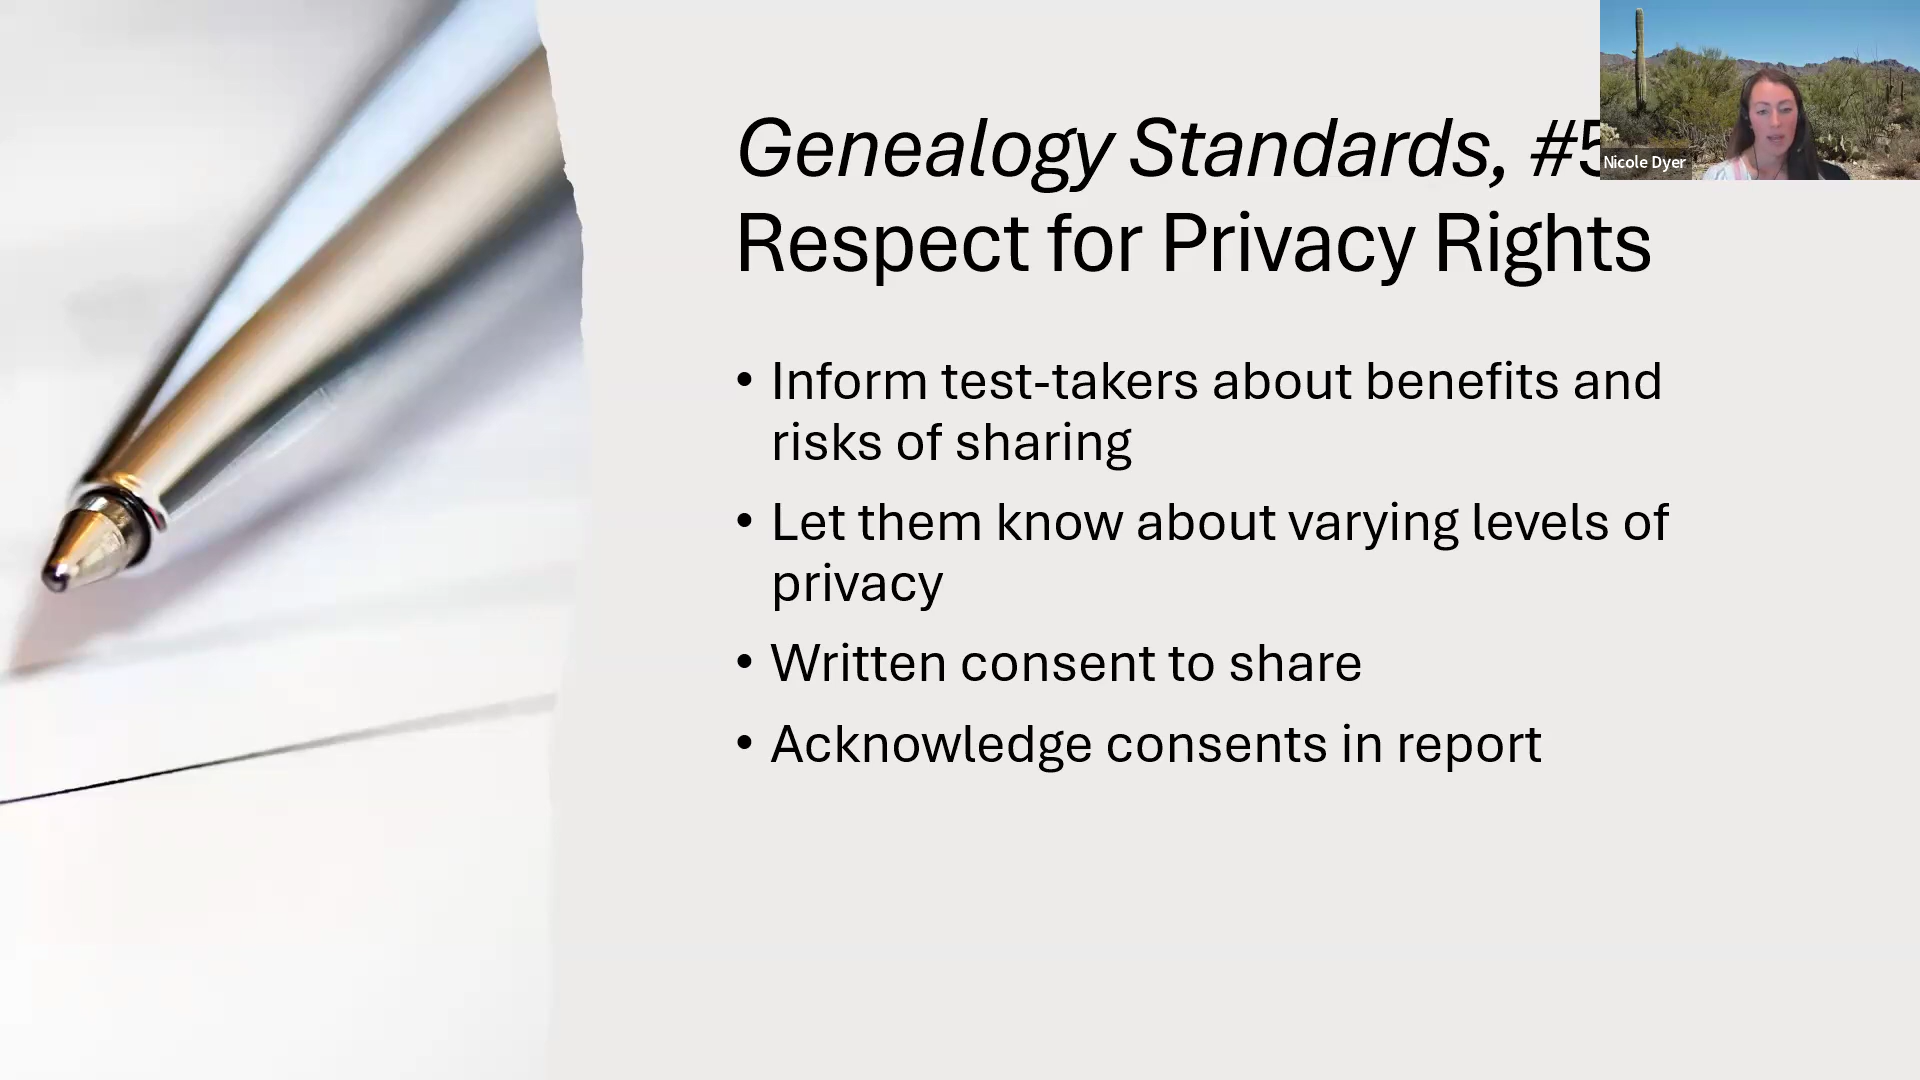 Genealogy Standards, #5
Respect for Privacy Rights
• Inform test-takers about benefits and
risks of sharing
• Let them know about varying levels of
privacy
• Written consent to share
• Acknowledge consents in report
Nicole Dyer